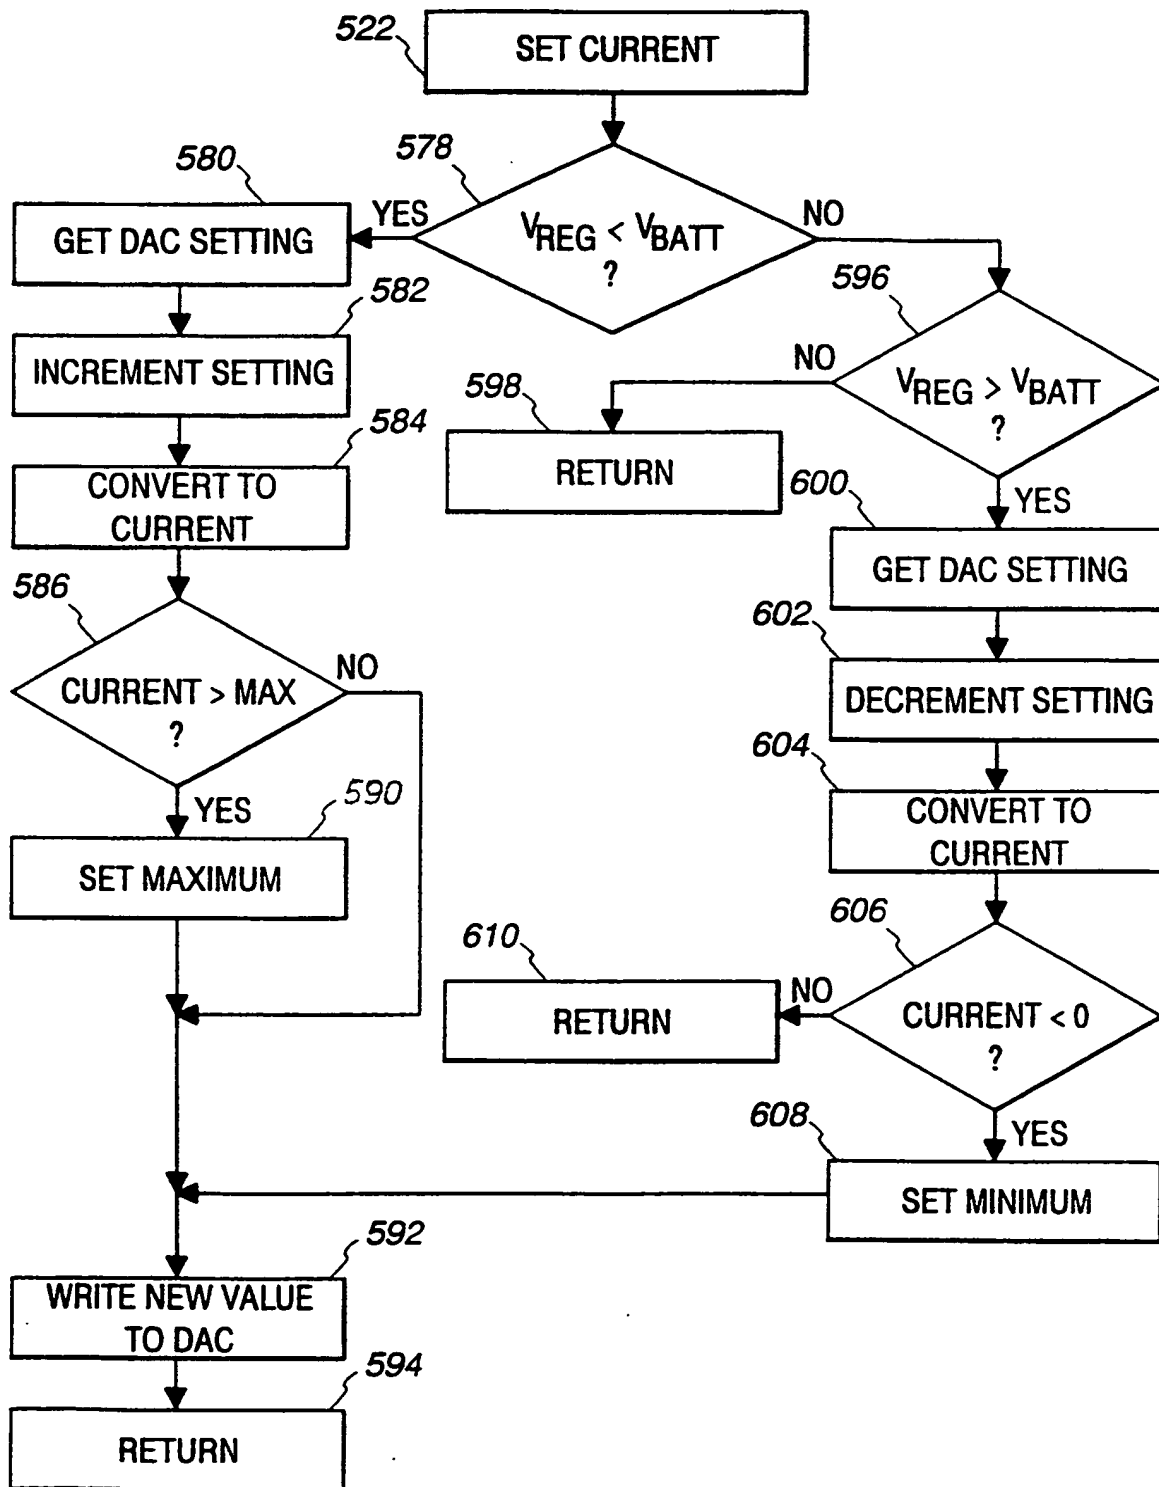 522
SET CURRENT
578
VREG < VBATT
?
YES
NO
580
GET DAC SETTING
582
INCREMENT SETTING
584
CONVERT TO
CURRENT
586
CURRENT > MAX
?
NO
YES
590
SET MAXIMUM
596
VREG > VBATT
?
NO
YES
598
RETURN
600
GET DAC SETTING
602
DECREMENT SETTING
604
CONVERT TO
CURRENT
606
CURRENT < 0
?
NO
YES
610
RETURN
608
SET MINIMUM
592
WRITE NEW VALUE
TO DAC
594
RETURN